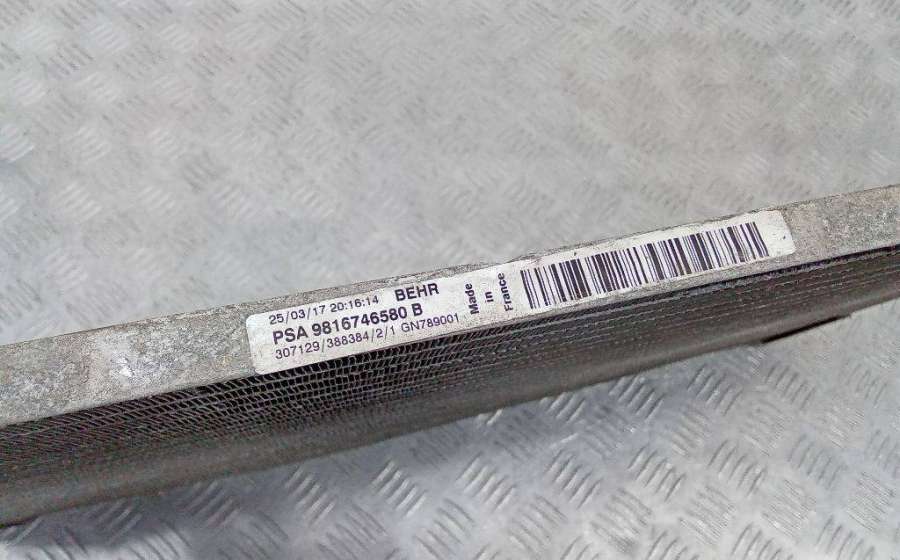 25/03/17 20:16:14 BEHR
PSA 9816746580 B
307129/388384/2/1 GN789001
Made
in
France